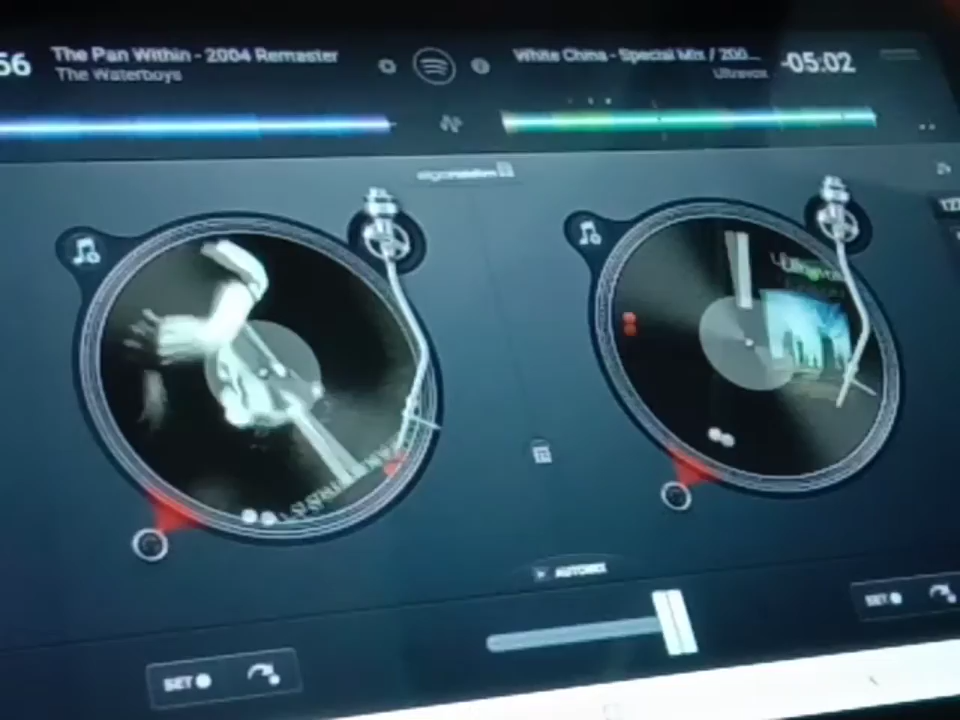 56
The Pan Within - 2004 Remaster
The Waterboys
White China - Special Mix / 200...
Ultravox
-05:02
Ultravox
AUTOMIX
SET
SET